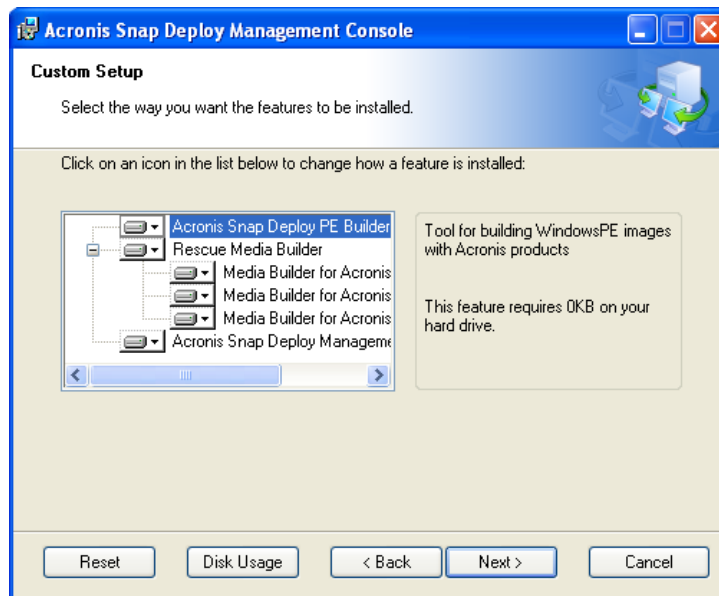 Acronis Snap Deploy Management Console
Custom Setup
Select the way you want the features to be installed.
Click on an icon in the list below to change how a feature is installed:
Acronis Snap Deploy PE Builder
Rescue Media Builder
Media Builder for Acronis
Media Builder for Acronis
Media Builder for Acronis
Acronis Snap Deploy Manageme
Tool for building WindowsPE images
with Acronis products
This feature requires 0KB on your
hard drive.
Reset
Disk Usage
< Back
Next >
Cancel